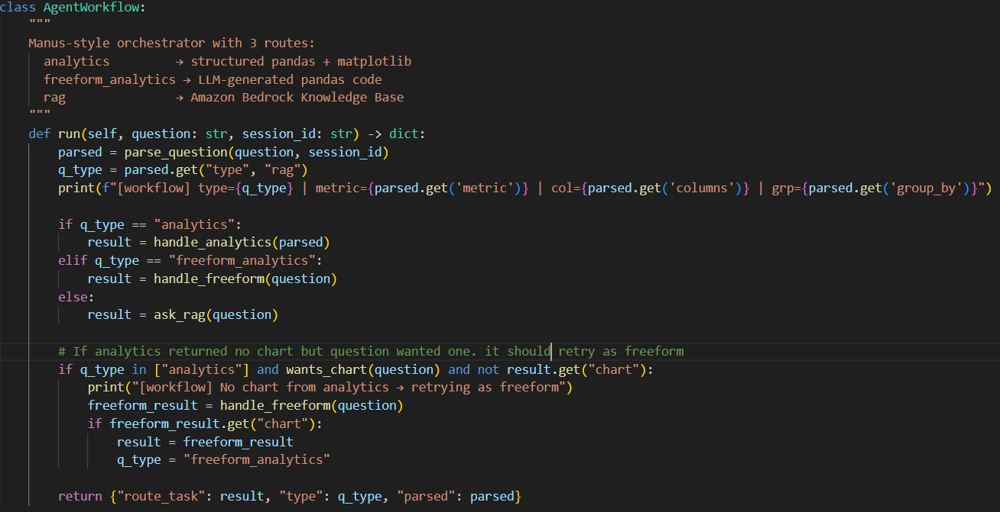 class AgentWorkflow:
    """
    Manus-style orchestrator with 3 routes:
      analytics         → structured pandas + matplotlib
      freeform_analytics → LLM-generated pandas code
      rag               → Amazon Bedrock Knowledge Base
    """
    def run(self, question: str, session_id: str) -> dict:
        parsed = parse_question(question, session_id)
        q_type = parsed.get("type", "rag")
        print(f"[workflow] type={q_type} | metric={parsed.get('metric')} | col={parsed.get('columns')} | grp={parsed.get('group_by')}")

        if q_type == "analytics":
            result = handle_analytics(parsed)
        elif q_type == "freeform_analytics":
            result = handle_freeform(question)
        else:
            result = ask_rag(question)

        # If analytics returned no chart but question wanted one. it should retry as freeform
        if q_type in ["analytics"] and wants_chart(question) and not result.get("chart"):
            print("[workflow] No chart from analytics → retrying as freeform")
            freeform_result = handle_freeform(question)
            if freeform_result.get("chart"):
                result = freeform_result
                q_type = "freeform_analytics"

        return {"route_task": result, "type": q_type, "parsed": parsed}